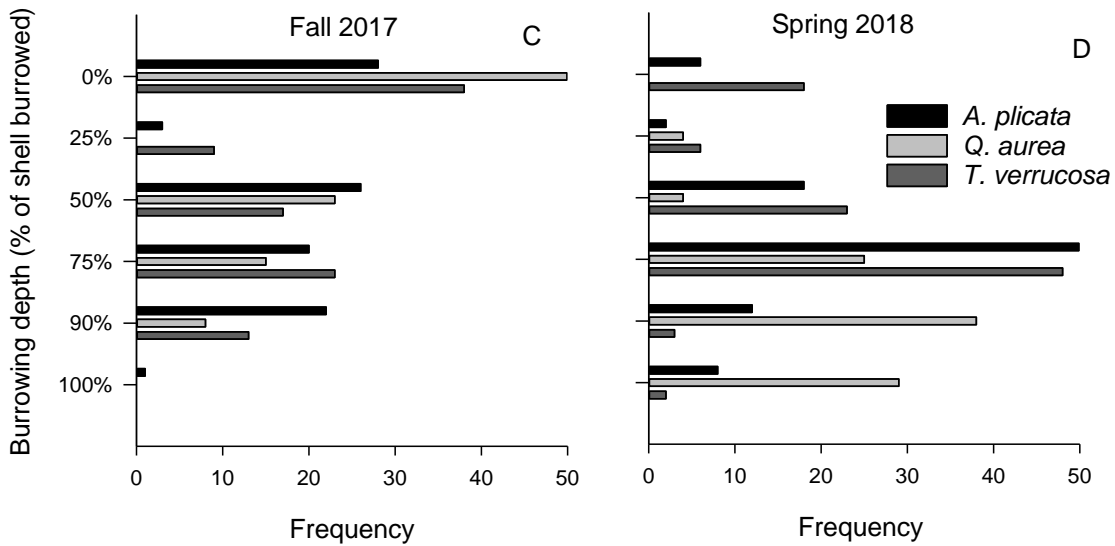 Fall 2017
C
Spring 2018
D
Burrowing depth (% of shell burrowed)
0%
25%
50%
75%
90%
100%
A. plicata
Q. aurea
T. verrucosa
0 10 20 30 40 50
0 10 20 30 40 50
Frequency
Frequency